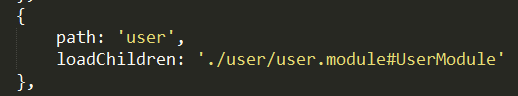 {
path: 'user',
loadChildren: './user/user.module#UserModule'
},